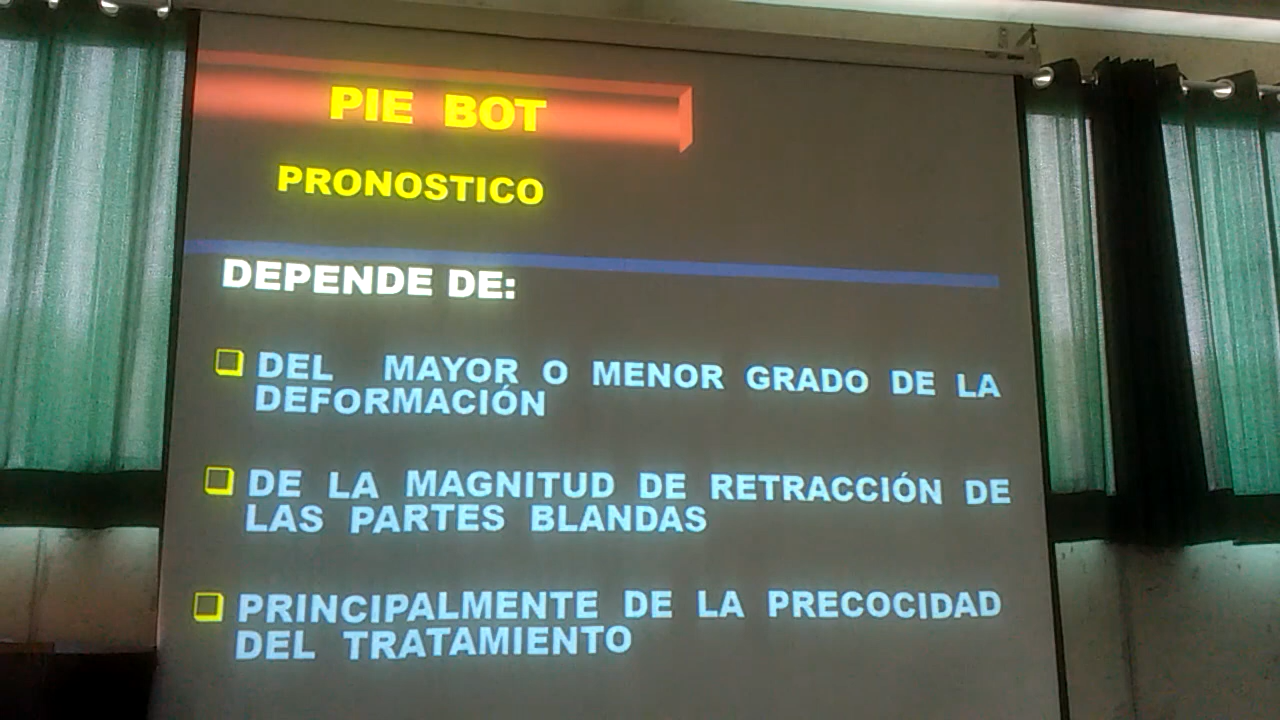 PIE BOT
PRONOSTICO
DEPENDE DE:
DEL MAYOR O MENOR GRADO DE LA
DEFORMACIÓN
DE LA MAGNITUD DE RETRACCIÓN DE
LAS PARTES BLANDAS
PRINCIPALMENTE DE LA PRECOCIDAD
DEL TRATAMIENTO